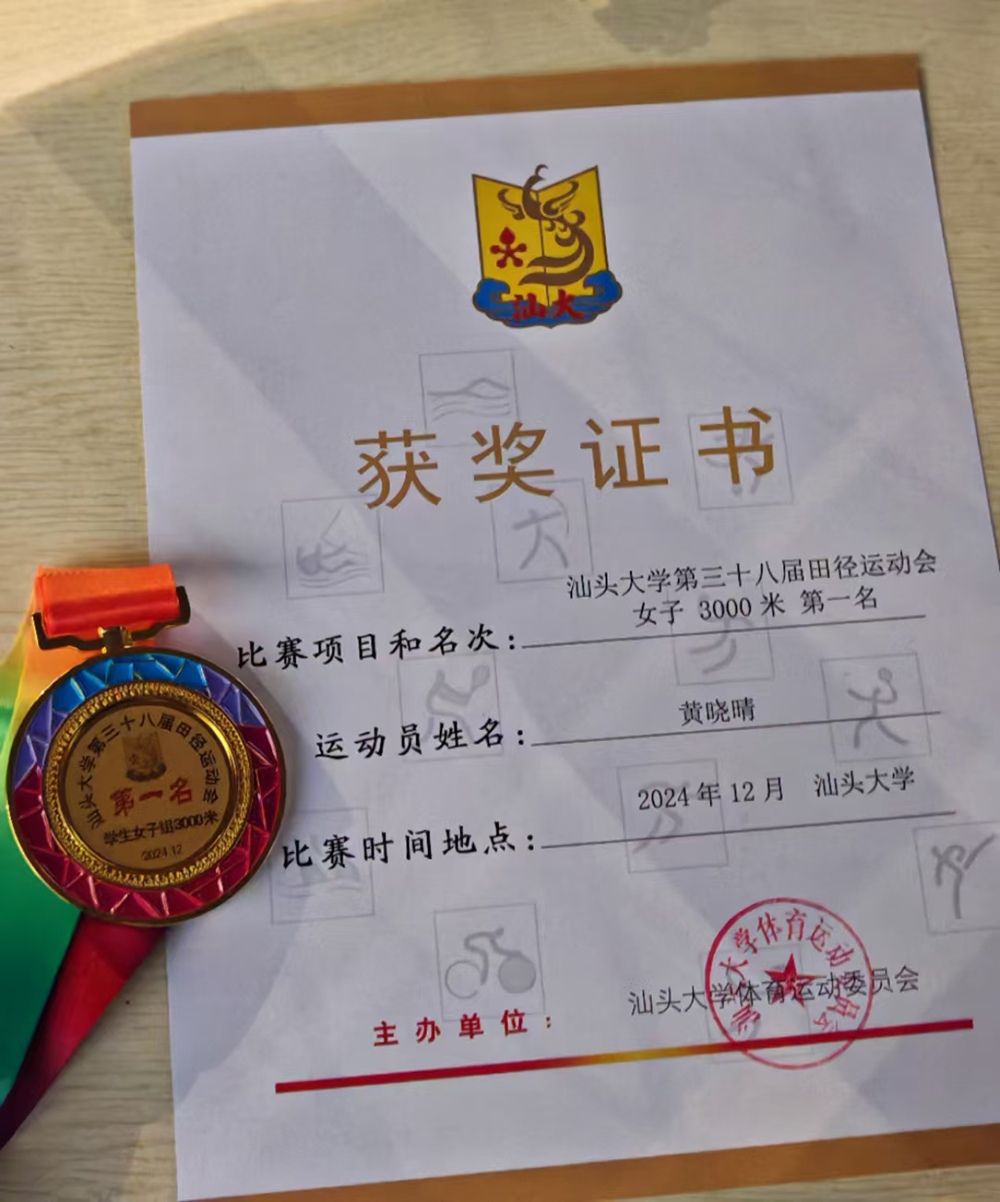 汕大
获奖证书
汕头大学第三十八届田径运动会
女子 3000 米 第一名
比赛项目和名次：
黄晓晴
运动员姓名：
2024 年 12 月 汕头大学
比赛时间地点：
汕头大学体育运动委员会
主办单位：
汕头大学第三十八届田径运动会
第一名
学生女子组3000米
2024.12